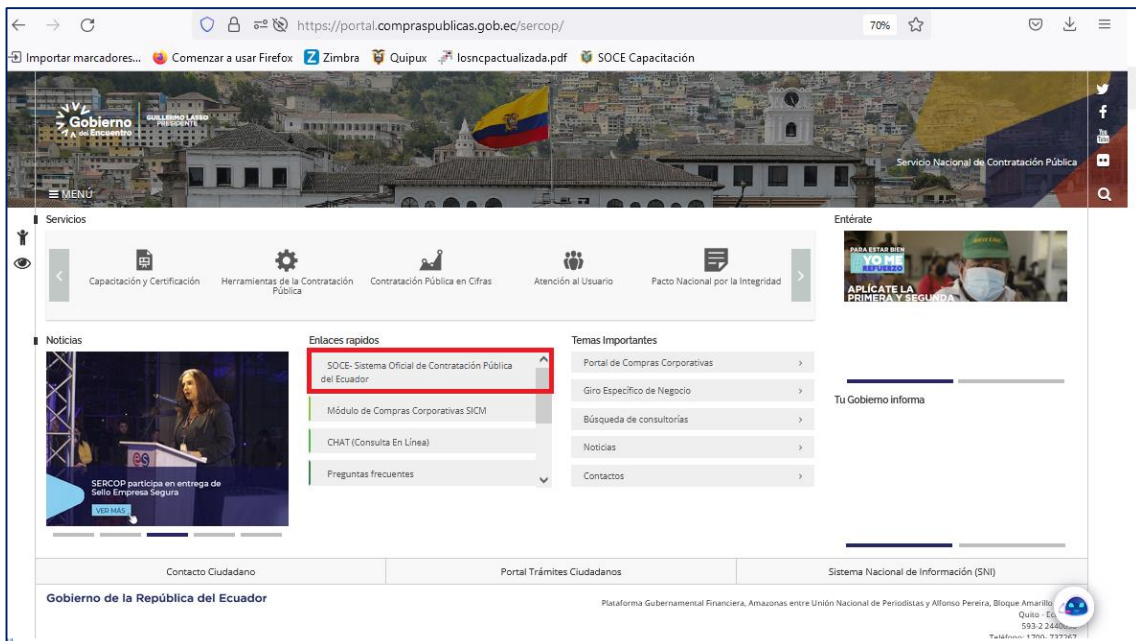 https://portal.compraspublicas.gob.ec/sercop/
70%
Importar marcadores...
Comenzar a usar Firefox
Zimbra
Quipux
losncpactualizada.pdf
SOCE Capacitación
Gobierno
del Encuentro
GUILLERMO LASSO
PRESIDENTE
Servicio Nacional de Contratación Pública
MENÚ
Servicios
Capacitación y Certificación
Herramientas de la Contratación
Pública
Contratación Pública en Cifras
Atención al Usuario
Pacto Nacional por la Integridad
Entérate
PARA ESTAR BIEN
YO ME
REFUERZO
APLÍCATE LA
PRIMERA Y SEGUNDA
Noticias
SERCOP participa en entrega de
Sello Empresa Segura
VER MÁS
Enlaces rapidos
SOCE- Sistema Oficial de Contratación Pública
del Ecuador
Módulo de Compras Corporativas SICM
CHAT (Consulta En Línea)
Preguntas frecuentes
Temas Importantes
Portal de Compras Corporativas
Giro Específico de Negocio
Búsqueda de consultorías
Noticias
Contactos
Tu Gobierno informa
Contacto Ciudadano
Portal Trámites Ciudadanos
Sistema Nacional de Información (SNI)
Gobierno de la República del Ecuador
Plataforma Gubernamental Financiera, Amazonas entre Unión Nacional de Periodistas y Alfonso Pereira, Bloque Amarillo
Quito -
593-2
Teléfono: 1700- 737267